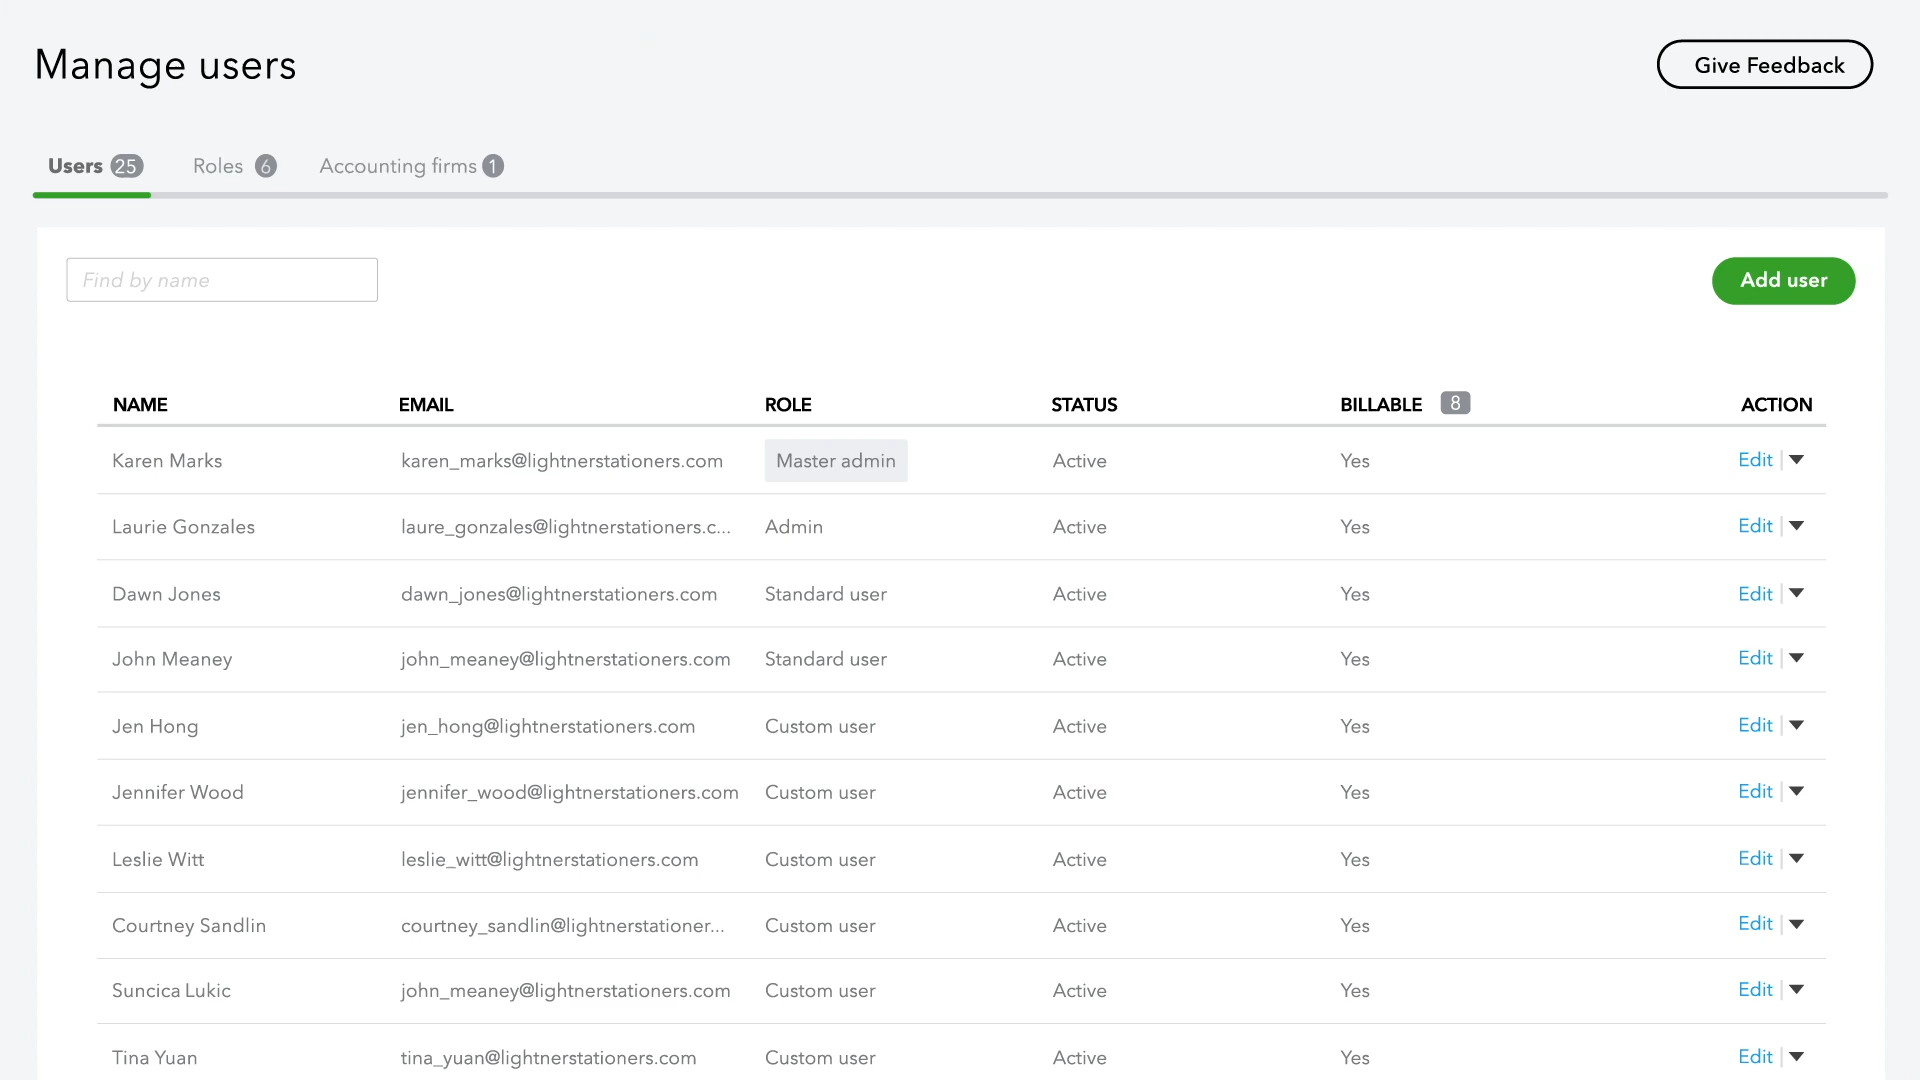 Manage users
Give Feedback
Users 25 Roles 6 Accounting firms 1
Find by name
Add user
NAME EMAIL ROLE STATUS BILLABLE 8 ACTION
Karen Marks karen_marks@lightnerstationers.com Master admin Active Yes Edit
Laurie Gonzales laure_gonzales@lightnerstationers.c... Admin Active Yes Edit
Dawn Jones dawn_jones@lightnerstationers.com Standard user Active Yes Edit
John Meaney john_meaney@lightnerstationers.com Standard user Active Yes Edit
Jen Hong jen_hong@lightnerstationers.com Custom user Active Yes Edit
Jennifer Wood jennifer_wood@lightnerstationers.com Custom user Active Yes Edit
Leslie Witt leslie_witt@lightnerstationers.com Custom user Active Yes Edit
Courtney Sandlin courtney_sandlin@lightnerstationer... Custom user Active Yes Edit
Suncica Lukic john_meaney@lightnerstationers.com Custom user Active Yes Edit
Tina Yuan tina_yuan@lightnerstationers.com Custom user Active Yes Edit